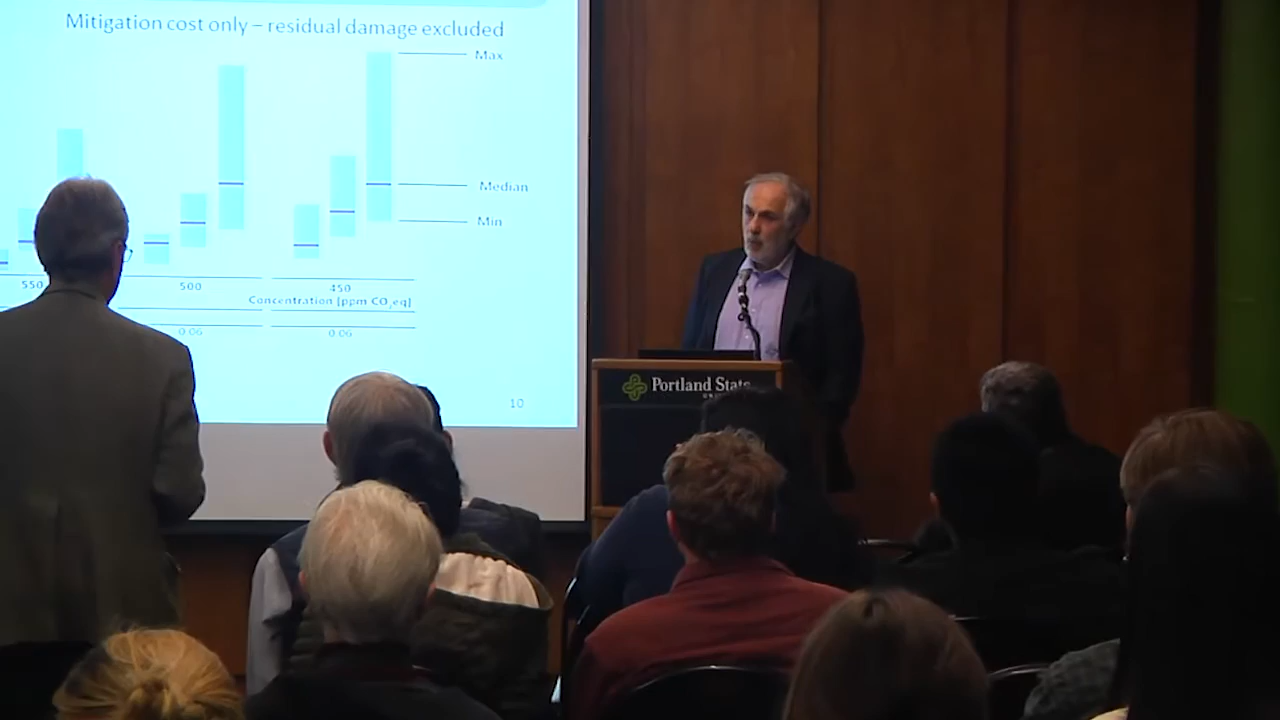 Mitigation cost only – residual damage excluded
Max
Median
Min
550
500
450
Concentration [ppm CO₂eq]
0.06
0.06
10
Portland State